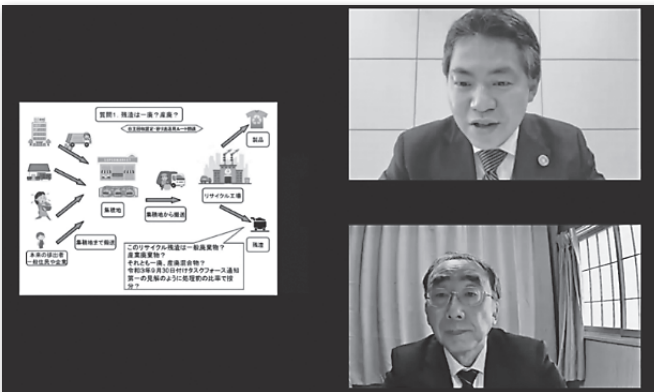 質問1. 残渣は一廃？産廃？
製品
リサイクル工場
集積地
集積地から搬送
残渣
集積地まで搬送
本来の排出者
一般住民や企業
このリサイクル残渣は一般廃棄物？
産業廃棄物？
それとも一廃、産廃混合物？
令和3年9月30日付けタスクフォース通知
第一の見解のように処理前の比率で按
分？